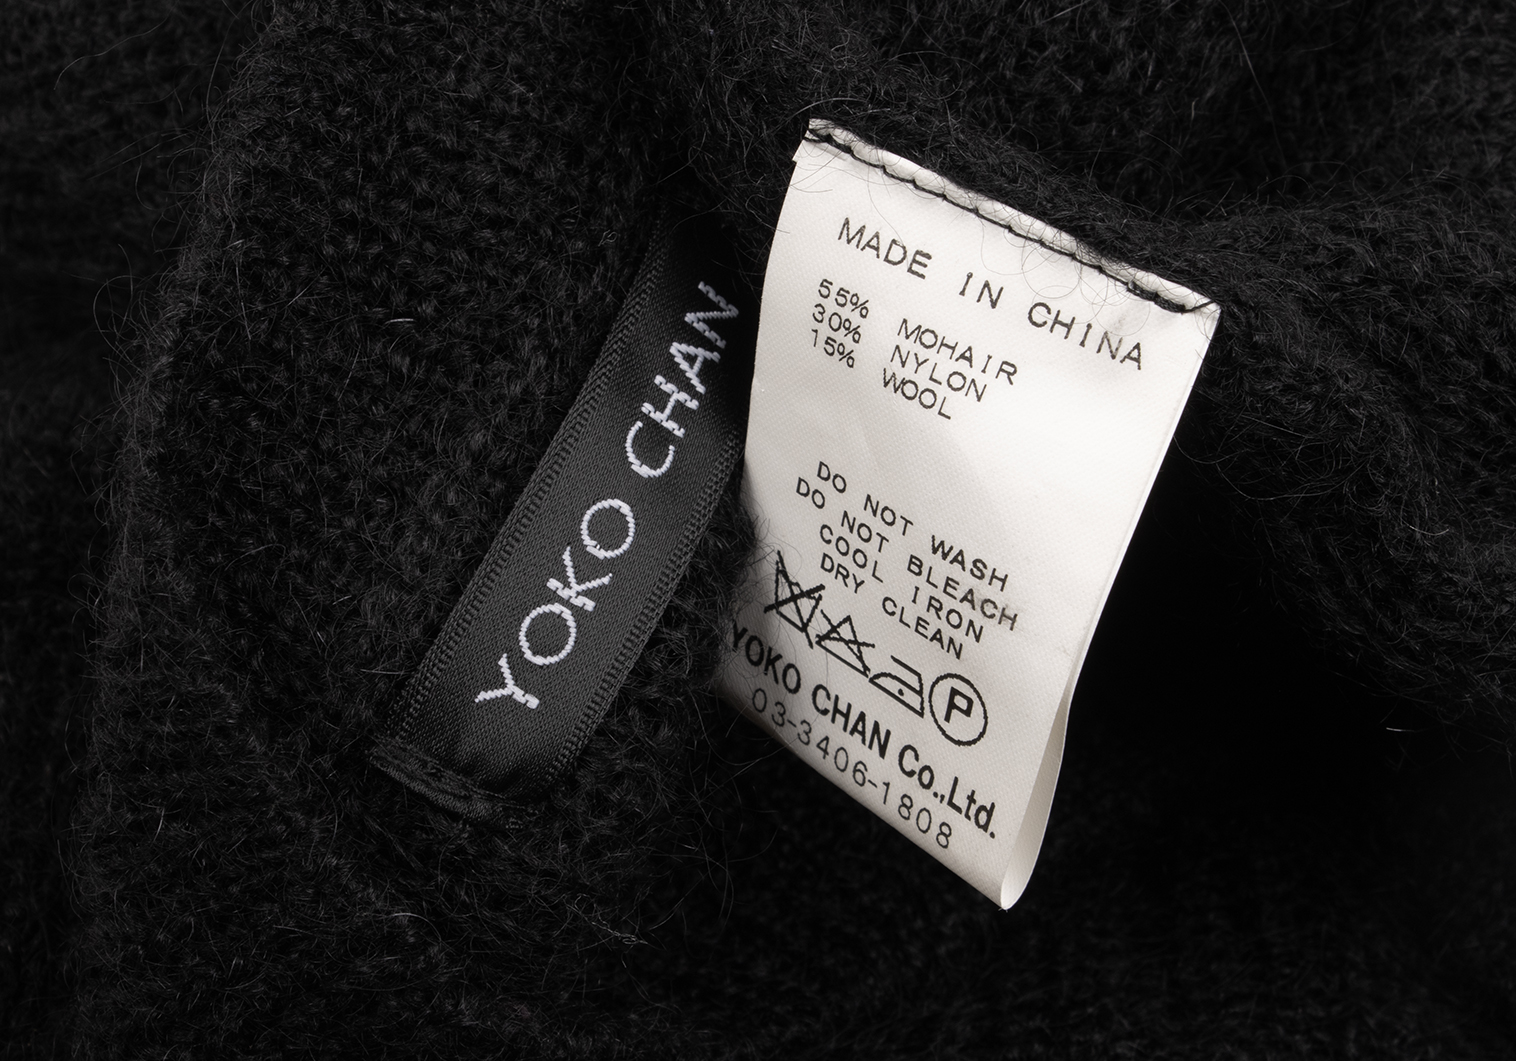 YOKO CHAN
MADE IN CHINA
55% MOHAIR
30% NYLON
15% WOOL
DO NOT WASH
DO NOT BLEACH
COOL IRON
DRY CLEAN
P
YOKO CHAN Co.,Ltd.
03-3406-1808